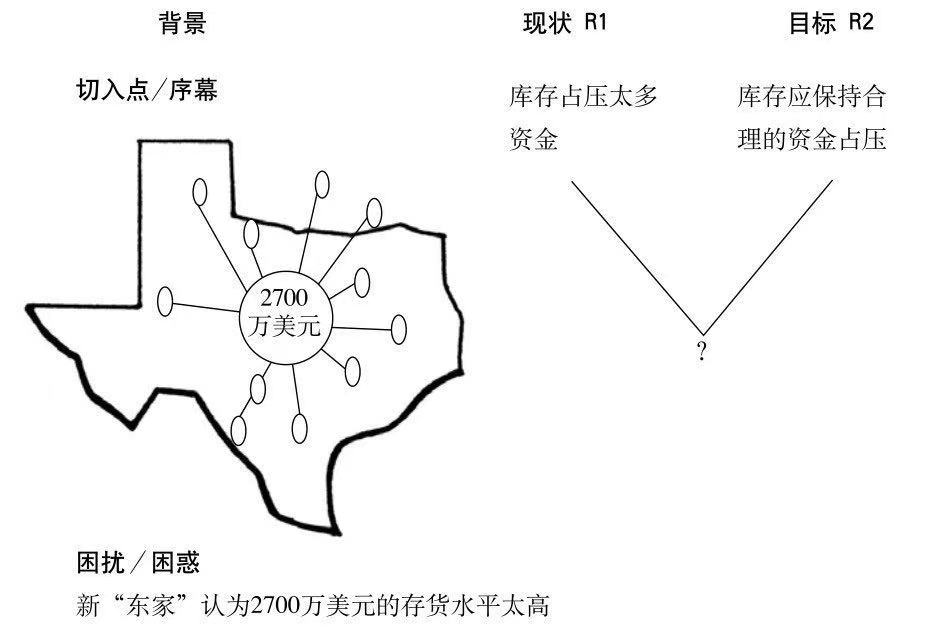 背景
现状 R1
目标 R2
切入点/序幕
库存占压太多
资金
库存应保持合
理的资金占压
2700
万美元
?
困扰/困惑
新“东家”认为2700万美元的存货水平太高